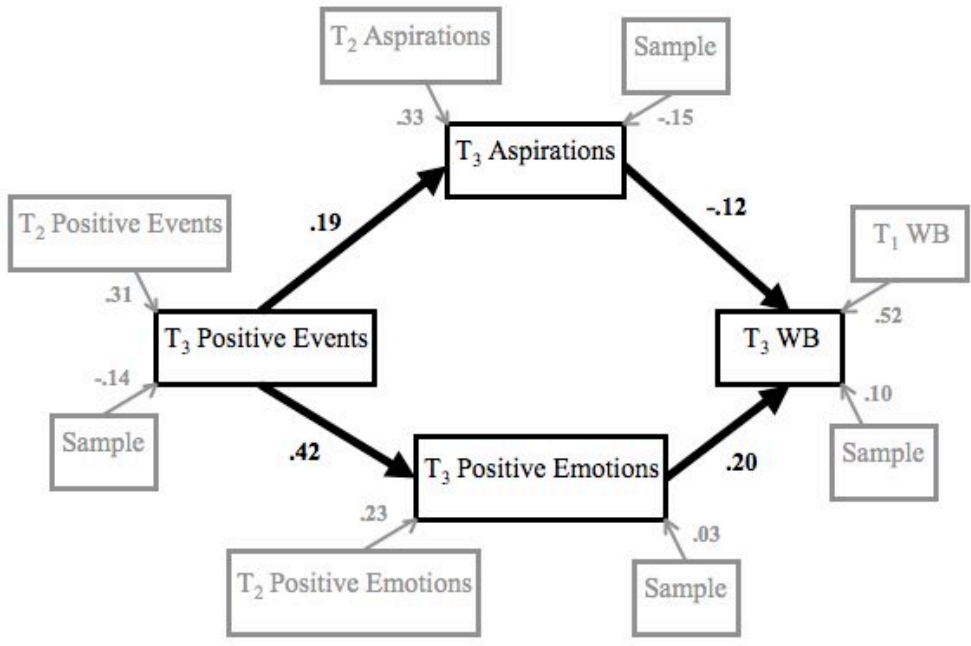 T₂ Aspirations
Sample
.33
-.15
T₃ Aspirations
T₂ Positive Events
.19
-.12
T₁ WB
.31
.52
T₃ Positive Events
T₃ WB
-.14
.10
Sample
.42
T₃ Positive Emotions
.20
Sample
.23
.03
T₂ Positive Emotions
Sample